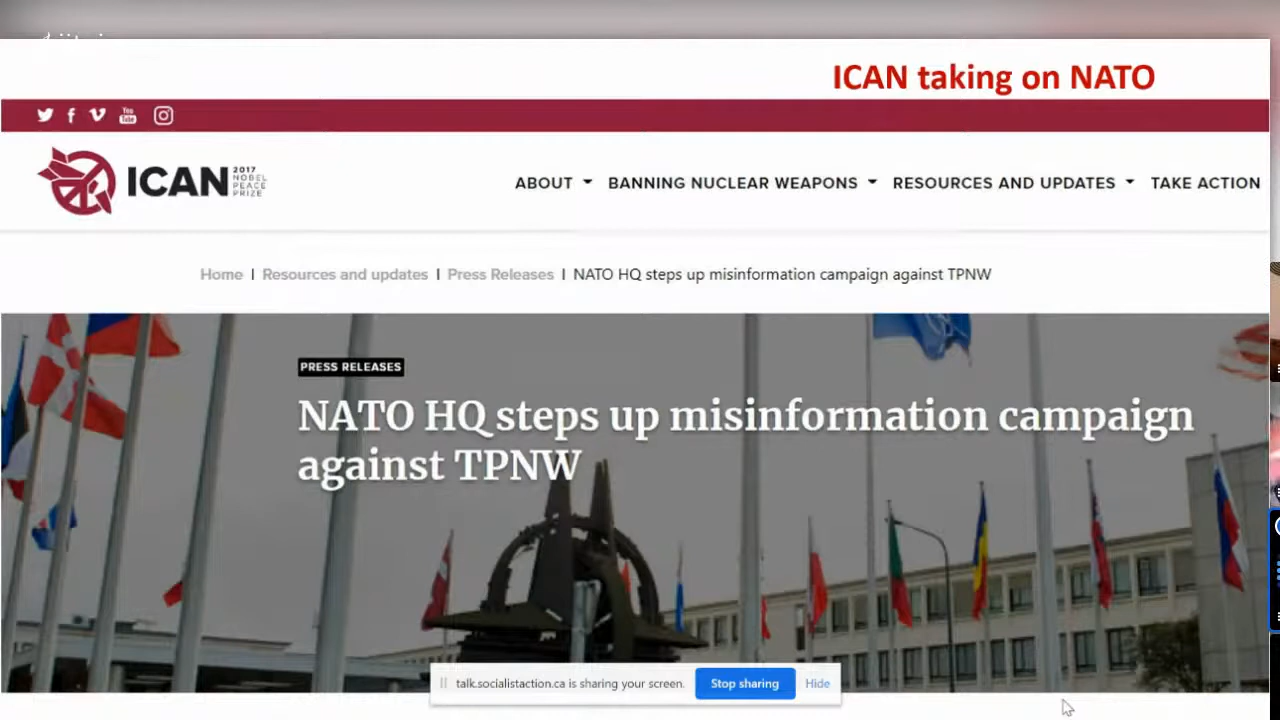 ICAN taking on NATO
You
Tube
ICAN
2017
NOBEL
PEACE
PRIZE
ABOUT
BANNING NUCLEAR WEAPONS
RESOURCES AND UPDATES
TAKE ACTION
Home I Resources and updates I Press Releases I NATO HQ steps up misinformation campaign against TPNW
PRESS RELEASES
NATO HQ steps up misinformation campaign
against TPNW
talk.socialistaction.ca is sharing your screen.
Stop sharing
Hide